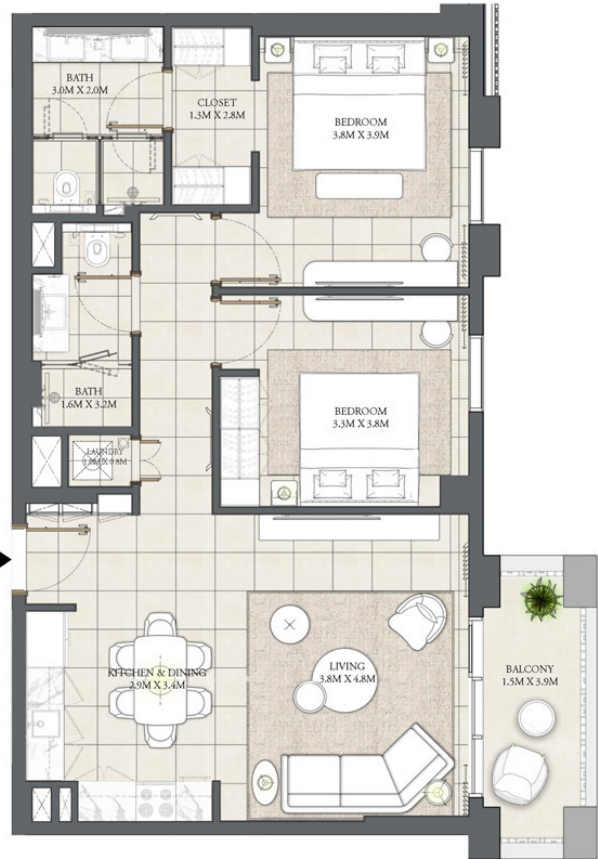 BATH
3.0M X 2.0M
CLOSET
1.3M X 2.8M
BEDROOM
3.8M X 3.9M
BATH
1.6M X 3.2M
BEDROOM
3.3M X 3.8M
LAUNDRY
KITCHEN & DINING
2.9M X 3.4M
LIVING
3.8M X 4.8M
BALCONY
1.5M X 3.9M